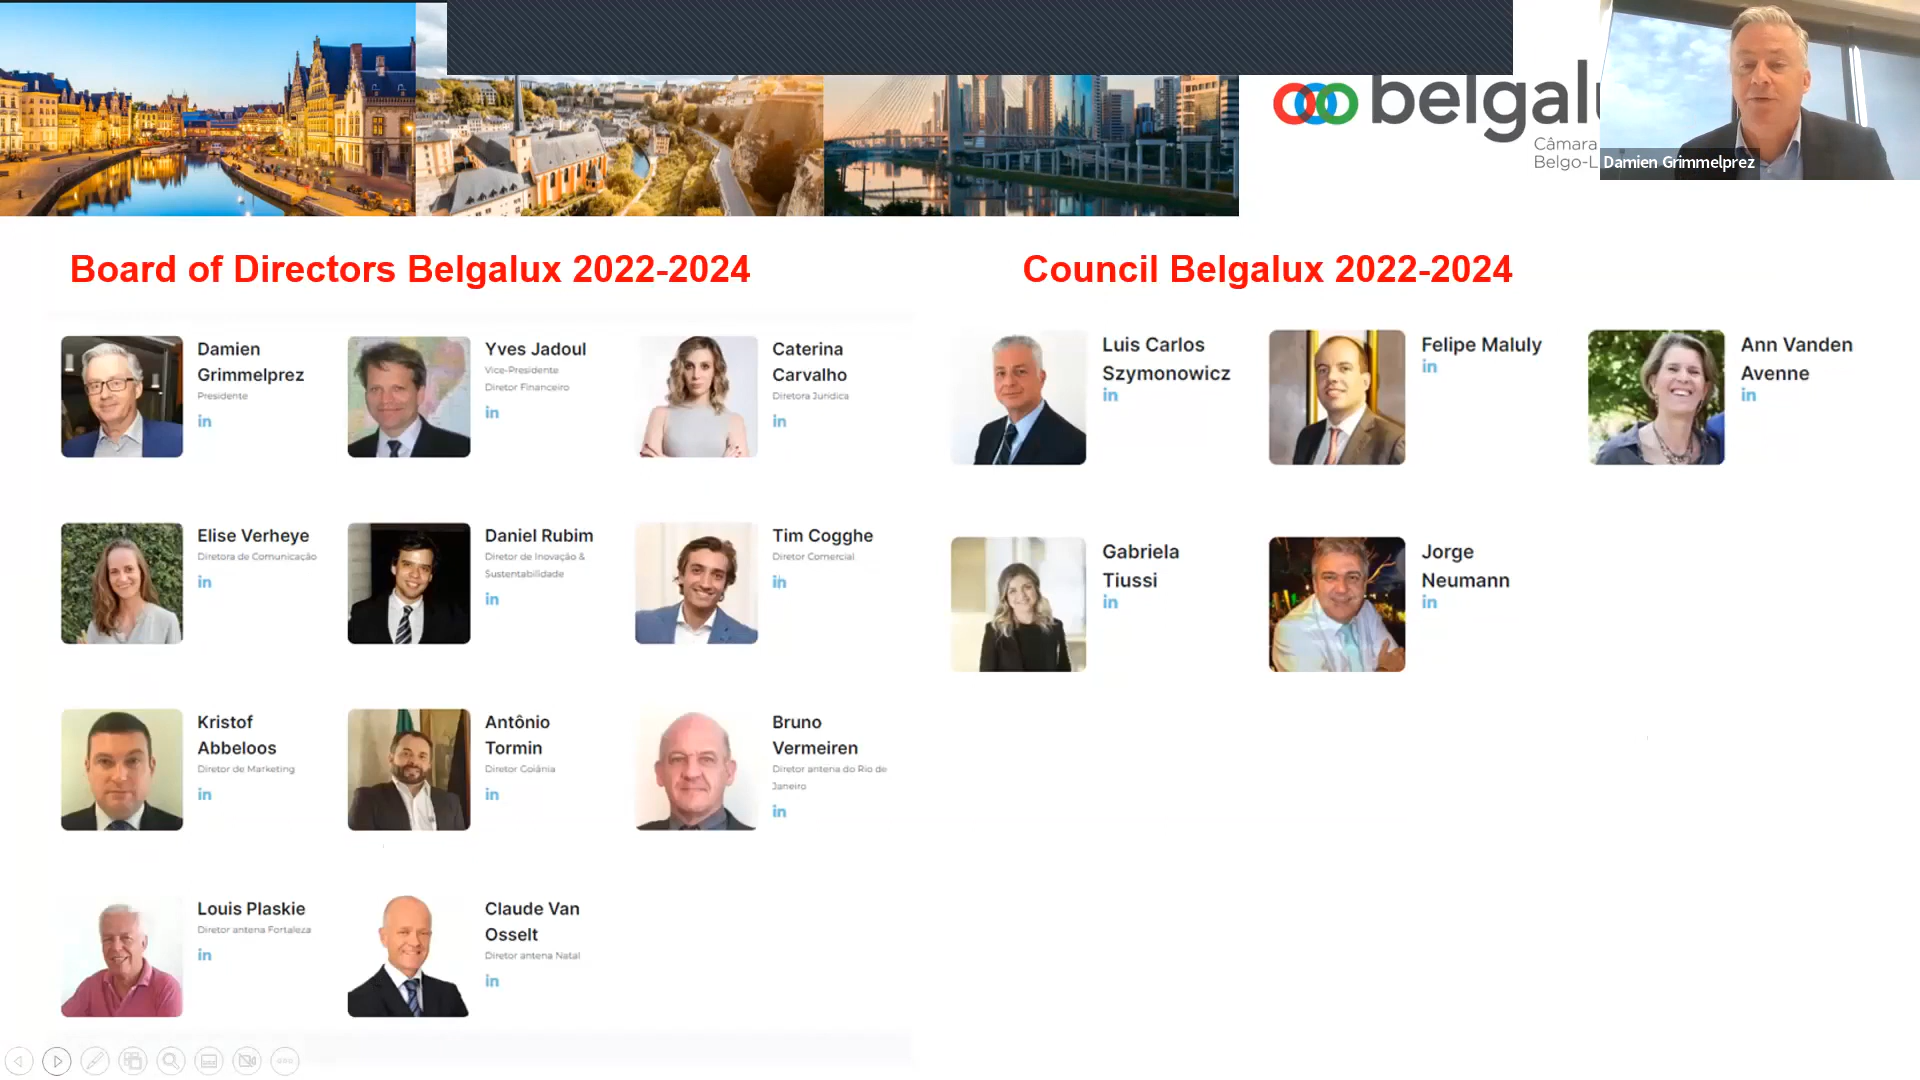 belgalu
Câmara
Belgo-L
Damien Grimmelprez
Board of Directors Belgalux 2022-2024
Council Belgalux 2022-2024
Damien
Grimmelprez
Presidente
in
Yves Jadoul
Vice-Presidente
Diretor Financeiro
in
Caterina
Carvalho
Diretora Jurídica
in
Elise Verheye
Diretora de Comunicação
in
Daniel Rubim
Diretor de Inovação &
Sustentabilidade
in
Tim Cogghe
Diretor Comercial
in
Kristof
Abbeloos
Diretor de Marketing
in
Antônio
Tormin
Diretor Goiânia
in
Bruno
Vermeiren
Diretor antena do Rio de
Janeiro
in
Louis Plaskie
Diretor antena Fortaleza
in
Claude Van
Osselt
Diretor antena Natal
in
Luis Carlos
Szymonowicz
in
Felipe Maluly
in
Ann Vanden
Avenne
in
Gabriela
Tiussi
in
Jorge
Neumann
in